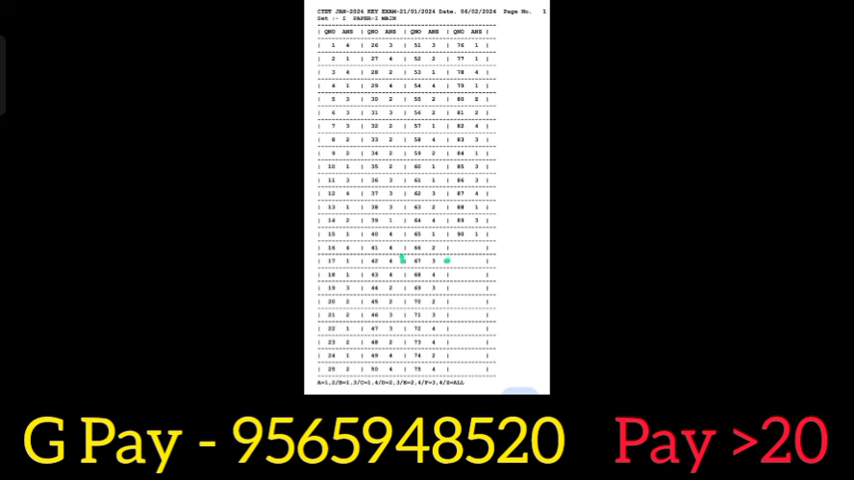 CTET JAN-2024 KEY EXAM-21/01/2024 Date. 06/02/2024 Page No. 1
Set :- I PAPER-I MAIN
| QNO ANS | QNO ANS | QNO ANS | QNO ANS |
| 1 4 | 26 3 | 51 3 | 76 1 |
| 2 1 | 27 4 | 52 2 | 77 1 |
| 3 4 | 28 2 | 53 1 | 78 4 |
| 4 1 | 29 4 | 54 4 | 79 1 |
| 5 3 | 30 2 | 55 2 | 80 Z |
| 6 3 | 31 3 | 56 2 | 81 2 |
| 7 3 | 32 2 | 57 1 | 82 4 |
| 8 2 | 33 2 | 58 4 | 83 3 |
| 9 2 | 34 2 | 59 2 | 84 1 |
| 10 1 | 35 2 | 60 1 | 85 3 |
| 11 3 | 36 3 | 61 1 | 86 3 |
| 12 4 | 37 3 | 62 3 | 87 4 |
| 13 1 | 38 3 | 63 2 | 88 1 |
| 14 2 | 39 1 | 64 4 | 89 3 |
| 15 1 | 40 4 | 65 1 | 90 1 |
| 16 4 | 41 4 | 66 2 | |
| 17 1 | 42 4 | 67 3 | |
| 18 1 | 43 4 | 68 4 | |
| 19 3 | 44 2 | 69 3 | |
| 20 2 | 45 2 | 70 2 | |
| 21 2 | 46 3 | 71 3 | |
| 22 1 | 47 3 | 72 4 | |
| 23 2 | 48 2 | 73 4 | |
| 24 1 | 49 4 | 74 2 | |
| 25 2 | 50 4 | 75 4 | |
A=1,2/B=1,3/C=1,4/D=2,3/E=2,4/F=3,4/Z=ALL
G Pay - 9565948520 Pay >20